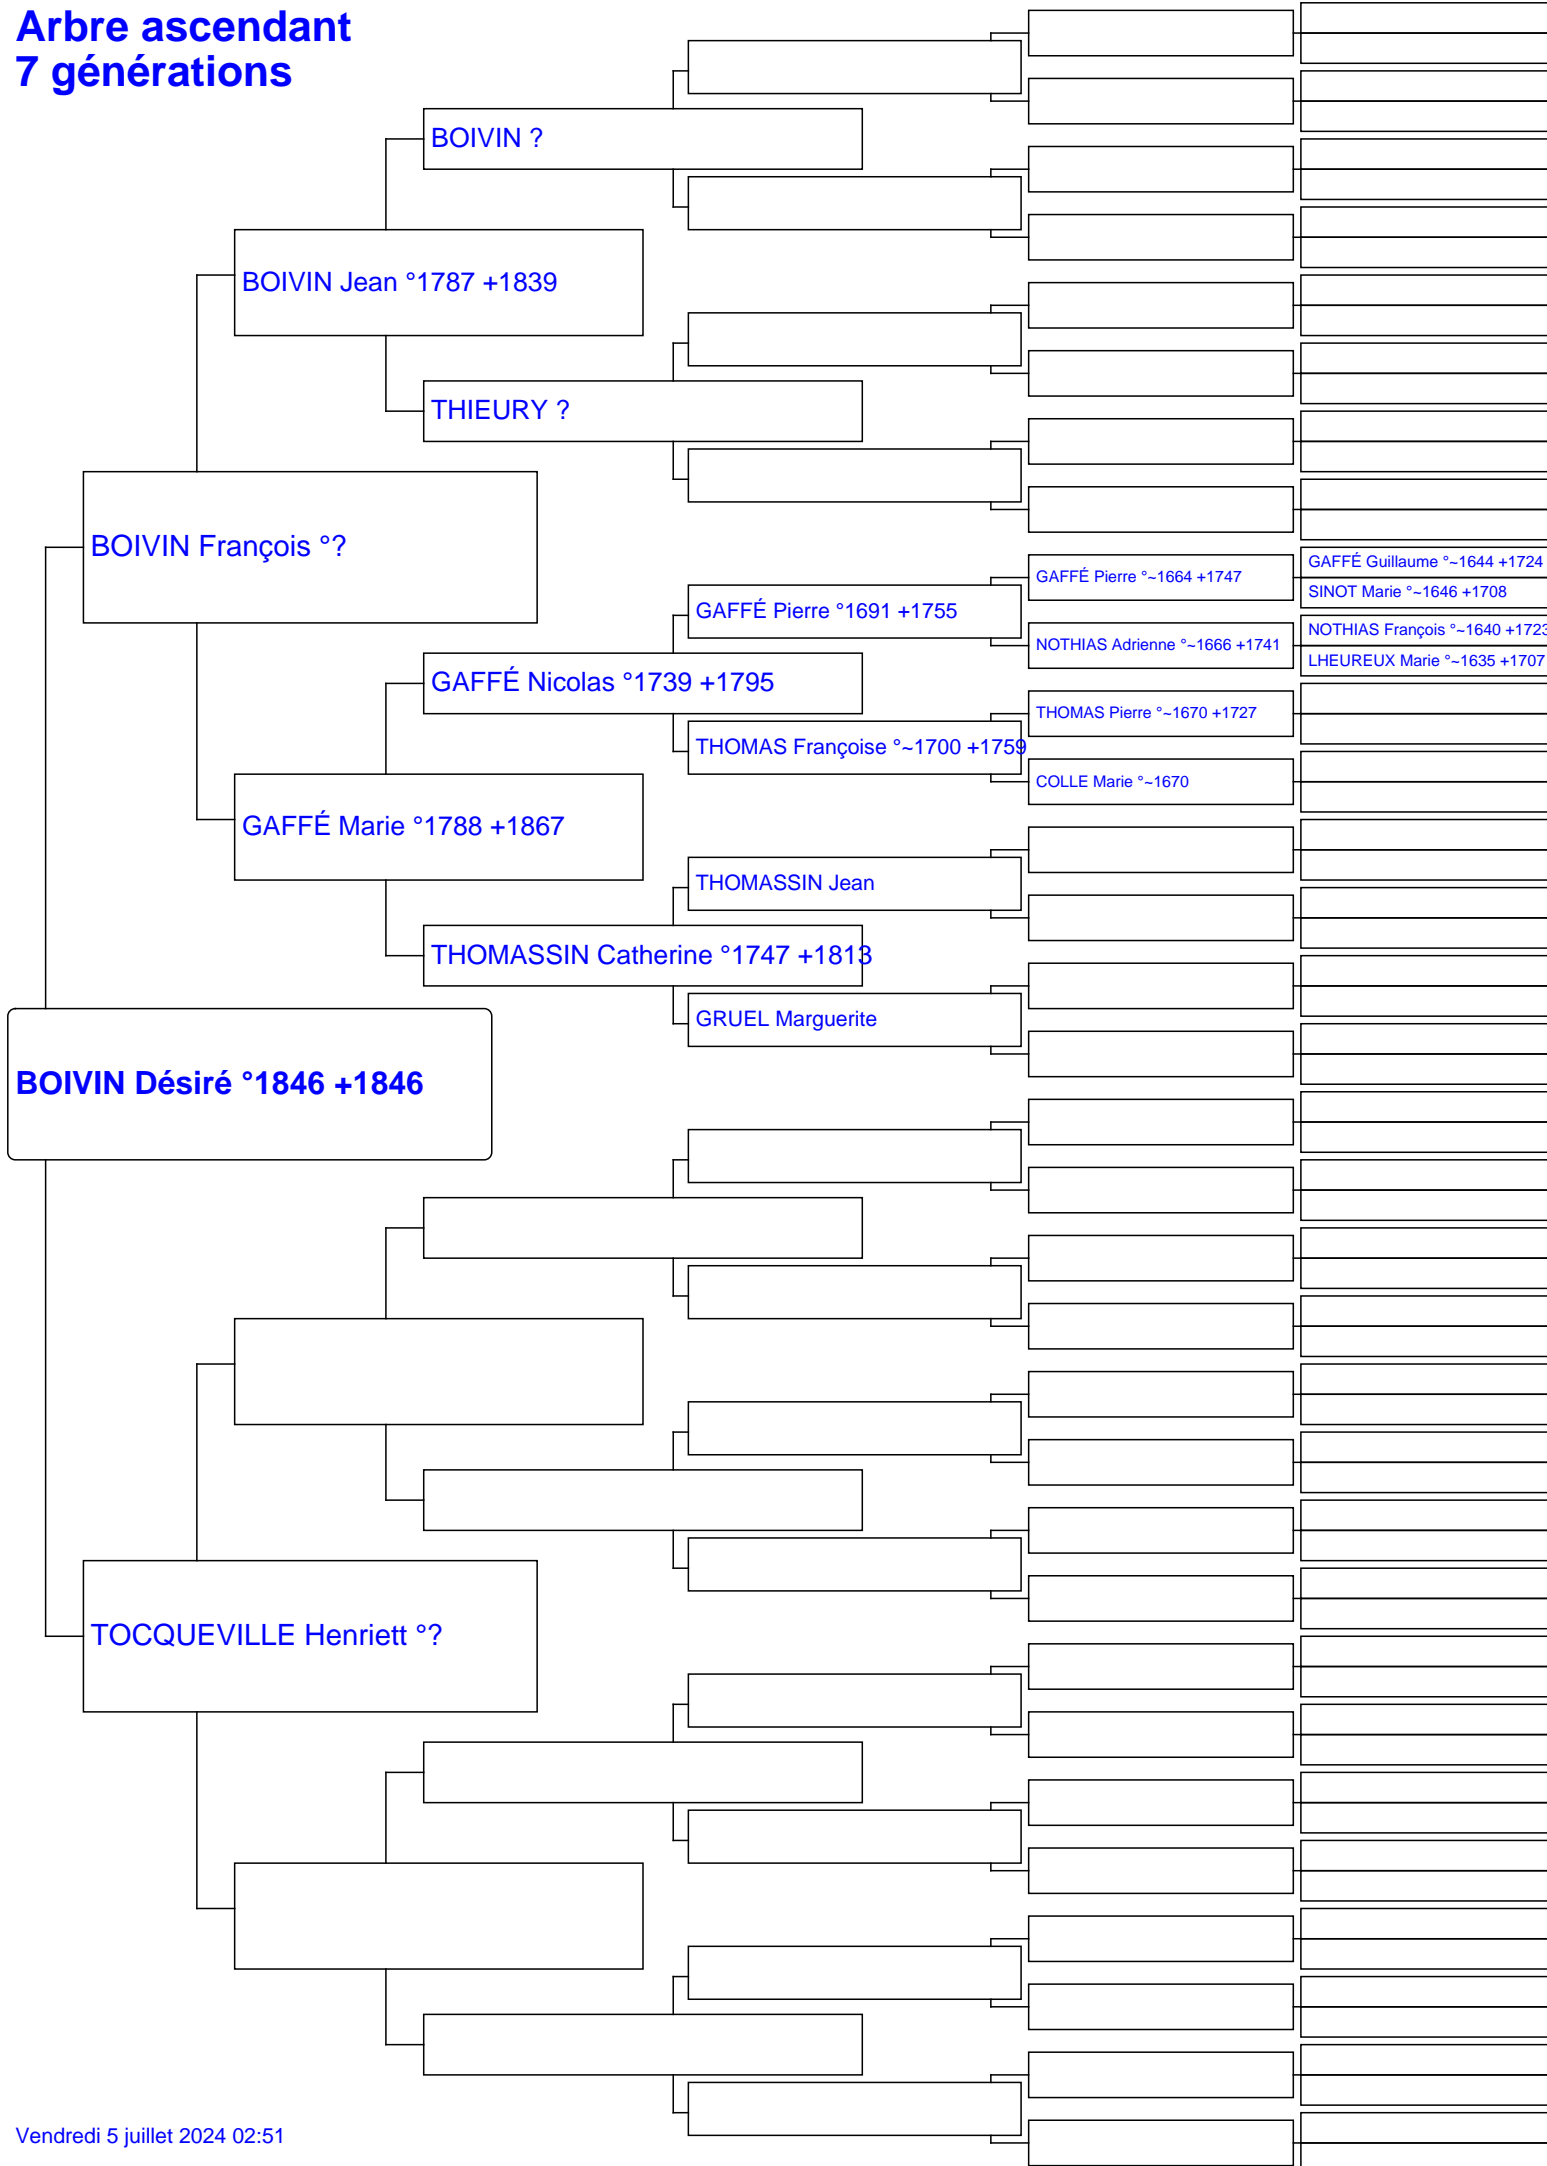 Arbre ascendant
7 générations
BOIVIN ?
BOIVIN Jean °1787 +1839
THIEURY ?
BOIVIN François °?
GAFFÉ Pierre °~1664 +1747
GAFFÉ Guillaume °~1644 +1724
SINOT Marie °~1646 +1708
GAFFÉ Pierre °1691 +1755
NOTHIAS Adrienne °~1666 +1741
NOTHIAS François °~1640 +1723
LHEUREUX Marie °~1635 +1707
GAFFÉ Nicolas °1739 +1795
THOMAS Pierre °~1670 +1727
THOMAS Françoise °~1700 +1759
COLLE Marie °~1670
GAFFÉ Marie °1788 +1867
THOMASSIN Jean
THOMASSIN Catherine °1747 +1813
GRUEL Marguerite
BOIVIN Désiré °1846 +1846
TOCQUEVILLE Henriett °?
Vendredi 5 juillet 2024 02:51